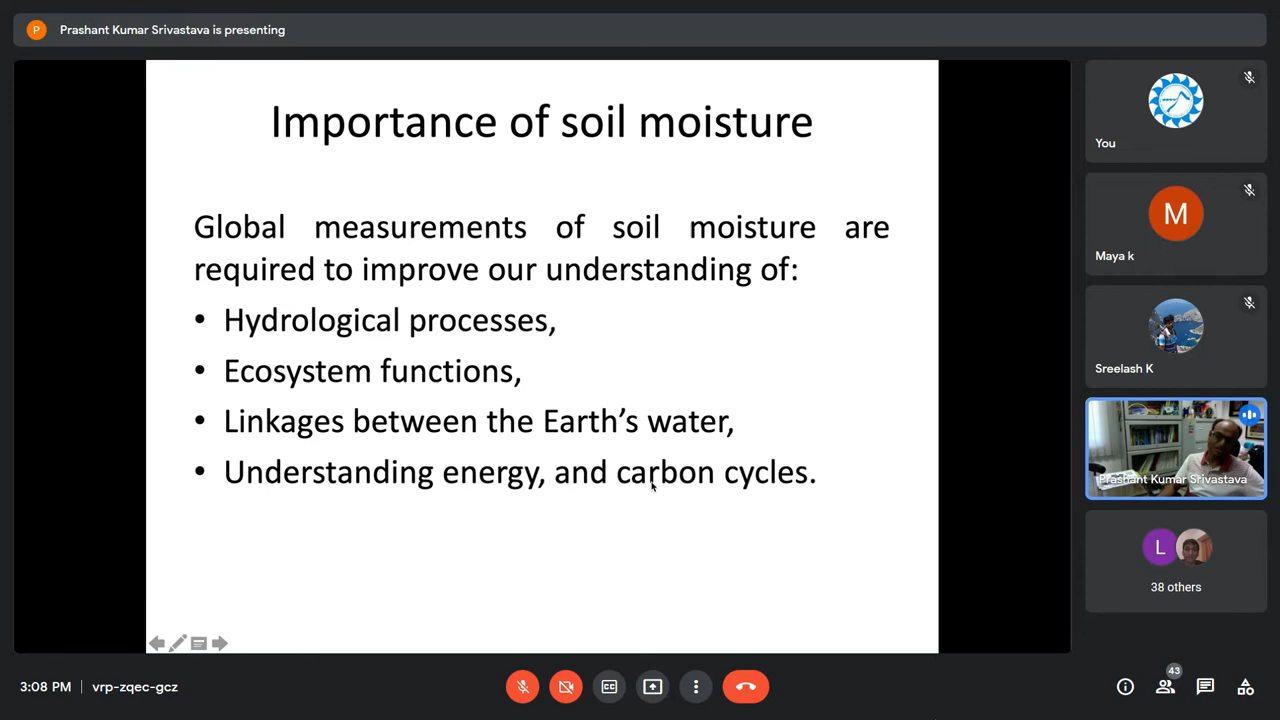 P
Prashant Kumar Srivastava is presenting
Importance of soil moisture
Global measurements of soil moisture are
required to improve our understanding of:
• Hydrological processes,
• Ecosystem functions,
• Linkages between the Earth’s water,
• Understanding energy, and carbon cycles.
You
M
Maya k
Sreelash K
Prashant Kumar Srivastava
L
38 others
3:08 PM | vrp-zqec-gcz
CC
43